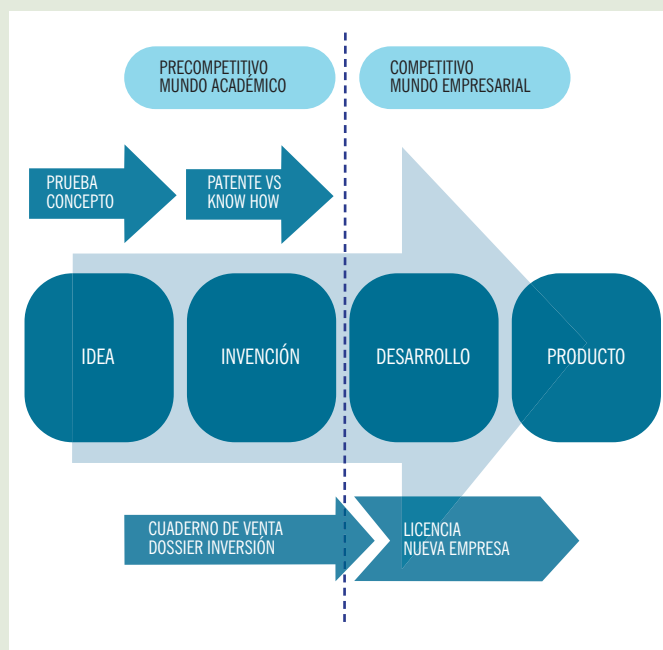 PRECOMPETITIVO
MUNDO ACADÉMICO
COMPETITIVO
MUNDO EMPRESARIAL
PRUEBA
CONCEPTO
PATENTE VS
KNOW HOW
IDEA
INVENCIÓN
DESARROLLO
PRODUCTO
CUADERNO DE VENTA
DOSSIER INVERSIÓN
LICENCIA
NUEVA EMPRESA